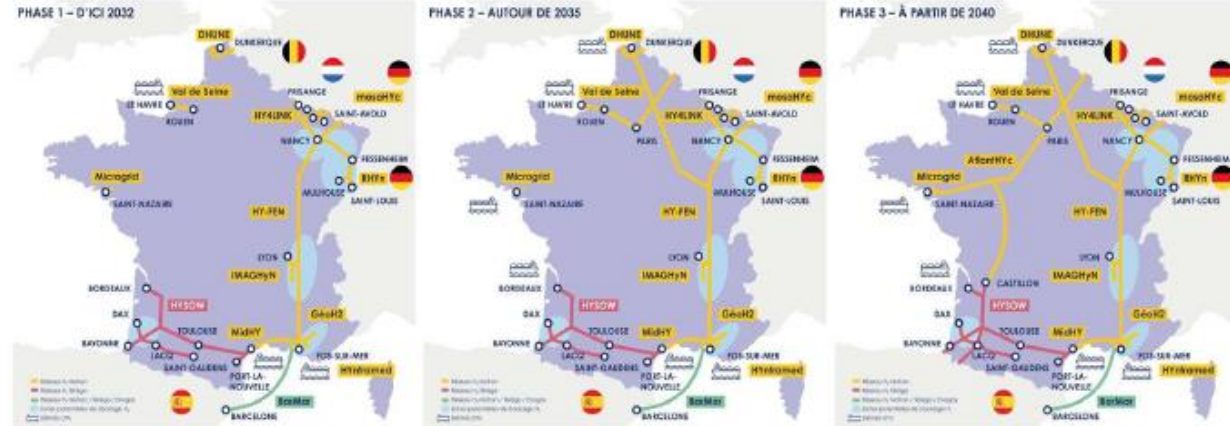 PHASE 1 – D'ICI 2032
DHUNE
DUNKERQUE
Val de Seine
LE HAVRE
ROUEN
FRISANGE
mosaHYc
HY4LINK
SAINT-AVOLD
NANCY
FESSENHEIM
RHYn
MULHOUSE
SAINT-LOUIS
Microgrid
SAINT-NAZAIRE
HY-FEN
LYON
IMAGHyN
BORDEAUX
HYSOW
DAX
TOULOUSE
MidHY
GéoH2
BAYONNE
LACQ
SAINT-GAUDENS
FOS-SUR-MER
PORT-LA-NOUVELLE
HYnframed
BarMar
BARCELONE
PHASE 2 – AUTOUR DE 2035
DHUNE
DUNKERQUE
Val de Seine
LE HAVRE
ROUEN
PARIS
FRISANGE
mosaHYc
HY4LINK
SAINT-AVOLD
NANCY
FESSENHEIM
RHYn
MULHOUSE
SAINT-LOUIS
Microgrid
SAINT-NAZAIRE
HY-FEN
LYON
IMAGHyN
BORDEAUX
HYSOW
DAX
TOULOUSE
MidHY
GéoH2
BAYONNE
LACQ
SAINT-GAUDENS
FOS-SUR-MER
PORT-LA-NOUVELLE
HYnframed
BarMar
BARCELONE
PHASE 3 – À PARTIR DE 2040
DHUNE
DUNKERQUE
Val de Seine
LE HAVRE
ROUEN
PARIS
FRISANGE
mosaHYc
HY4LINK
SAINT-AVOLD
NANCY
FESSENHEIM
RHYn
MULHOUSE
SAINT-LOUIS
AtlantHYc
Microgrid
SAINT-NAZAIRE
HY-FEN
LYON
IMAGHyN
BORDEAUX
CASTILLON
HYSOW
DAX
TOULOUSE
MidHY
GéoH2
BAYONNE
LACQ
SAINT-GAUDENS
FOS-SUR-MER
PORT-LA-NOUVELLE
HYnframed
BarMar
BARCELONE